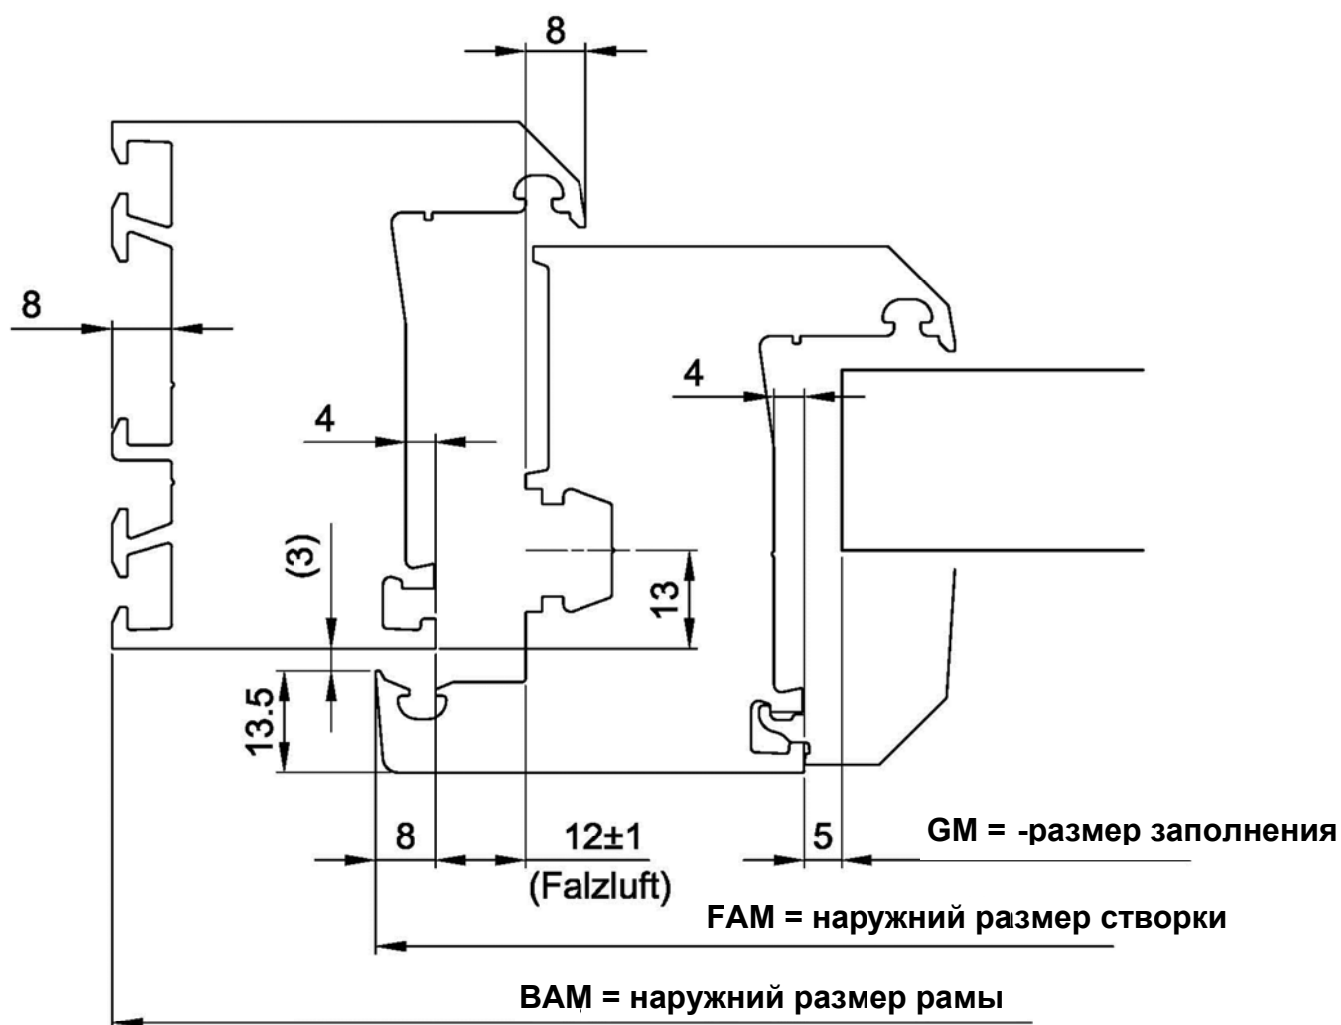 8
8
4
4
(3)
13
13.5
8
12±1
5
GM = -размер заполнения
(Falzluft)
FAM = наружний размер створки
BAM = наружний размер рамы